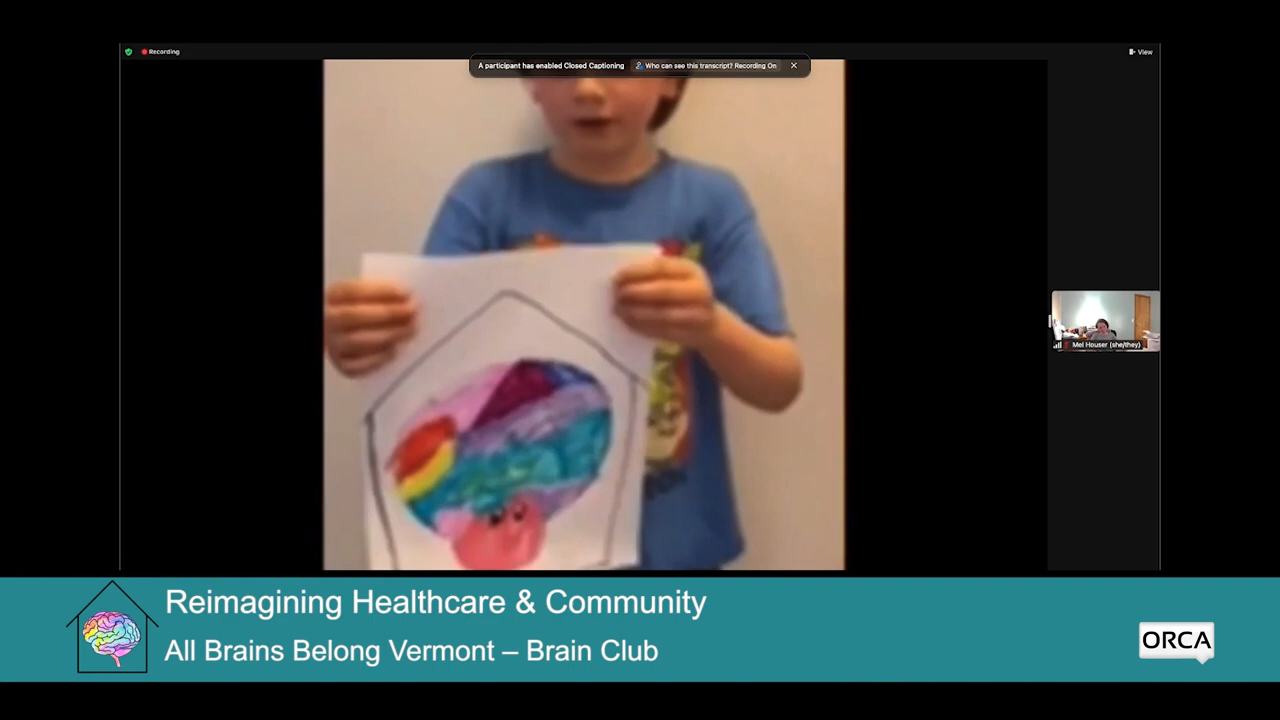 Recording
A participant has enabled Closed Captioning
Who can see this transcript? Recording On
View
Mel Houser (she/they)
Reimagining Healthcare & Community
All Brains Belong Vermont – Brain Club
ORCA